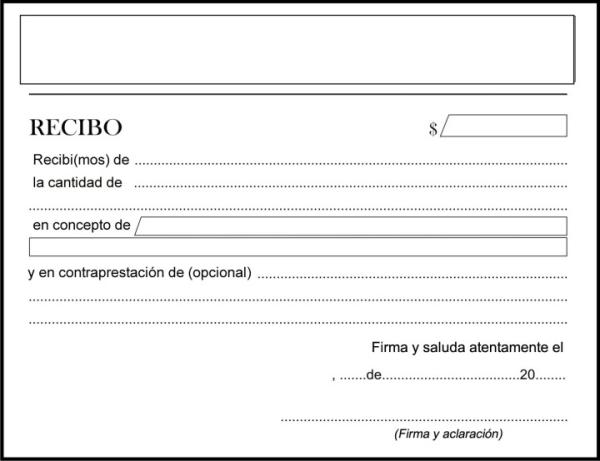 RECIBO
$
Recibi(mos) de ..........................................................................................
la cantidad de ..........................................................................................
................................................................................................................
en concepto de
y en contraprestación de (opcional) ................................................................
................................................................................................................
................................................................................................................
Firma y saluda atentamente el
, .......de...................................20........
......................................................................
(Firma y aclaración)